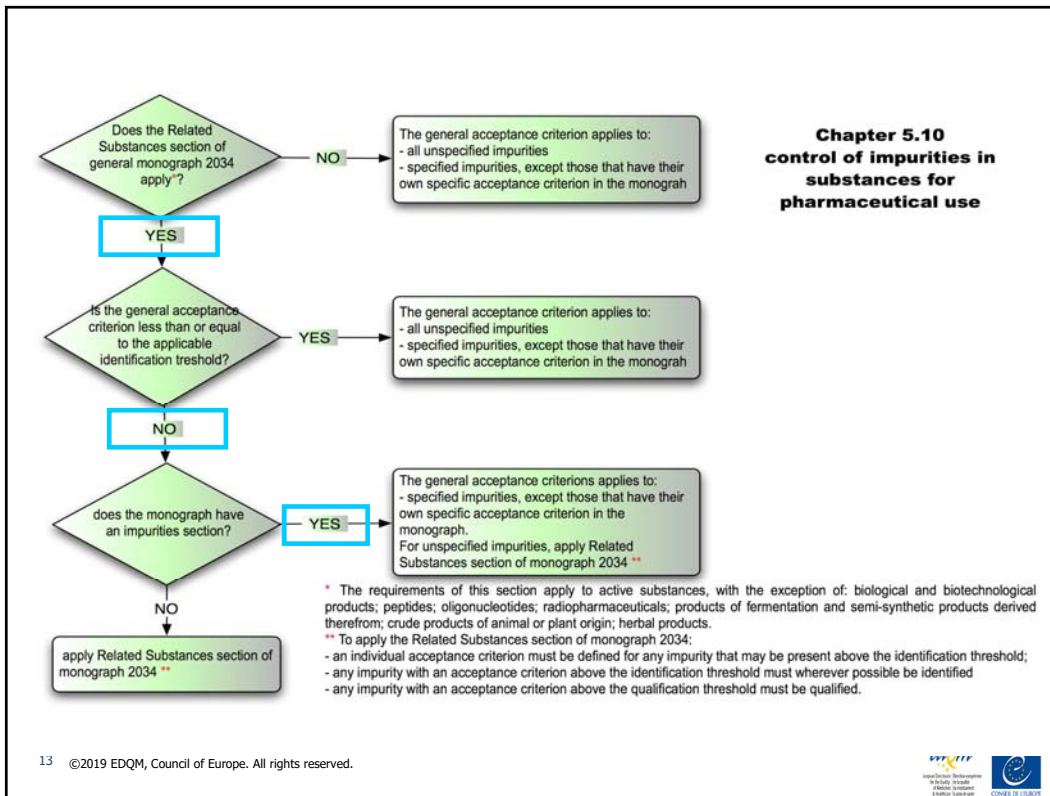 Does the Related
Substances section of
general monograph 2034
apply*?
NO
The general acceptance criterion applies to:
- all unspecified impurities
- specified impurities, except those that have their
own specific acceptance criterion in the monograh
Chapter 5.10
control of impurities in
substances for
pharmaceutical use
YES
Is the general acceptance
criterion less than or equal
to the applicable
identification treshold?
YES
The general acceptance criterion applies to:
- all unspecified impurities
- specified impurities, except those that have their
own specific acceptance criterion in the monograh
NO
does the monograph have
an impurities section?
YES
The general acceptance criterions applies to:
- specified impurities, except those that have their
own specific acceptance criterion in the
monograph.
For unspecified impurities, apply Related
Substances section of monograph 2034 **
NO
apply Related Substances section of
monograph 2034 **
* The requirements of this section apply to active substances, with the exception of: biological and biotechnological
products; peptides; oligonucleotides; radiopharmaceuticals; products of fermentation and semi-synthetic products derived
therefrom; crude products of animal or plant origin; herbal products.
** To apply the Related Substances section of monograph 2034:
- an individual acceptance criterion must be defined for any impurity that may be present above the identification threshold;
- any impurity with an acceptance criterion above the identification threshold must wherever possible be identified
- any impurity with an acceptance criterion above the qualification threshold must be qualified.
13 ©2019 EDQM, Council of Europe. All rights reserved.
CONSEIL DE L'EUROPE